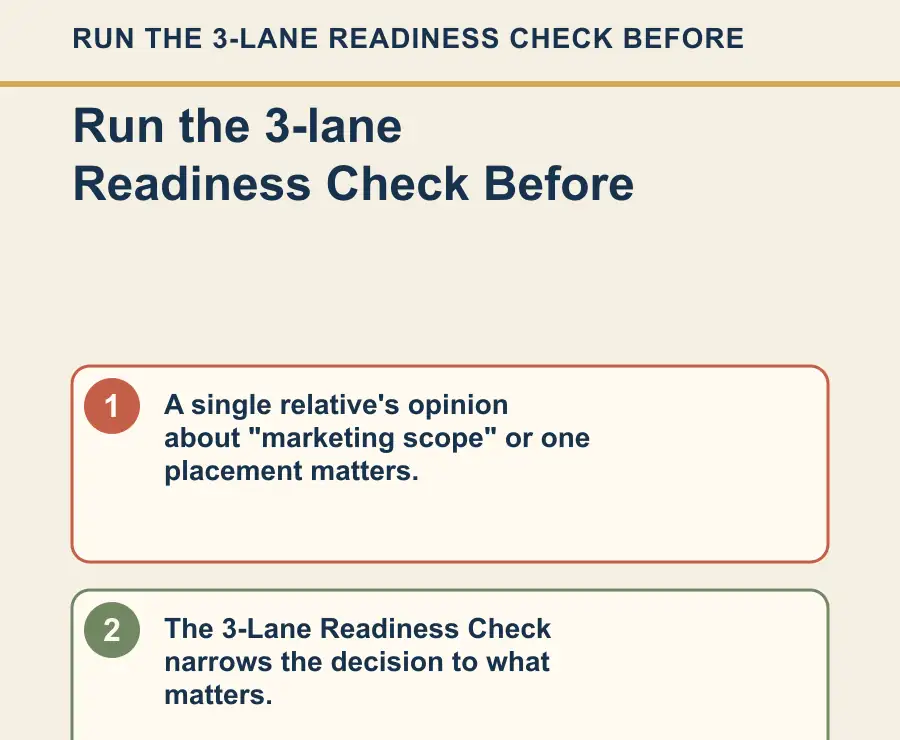 RUN THE 3-LANE READINESS CHECK BEFORE
Run the 3-lane
Readiness Check Before
1
A single relative's opinion
about "marketing scope" or one
placement matters.
2
The 3-Lane Readiness Check
narrows the decision to what
matters.